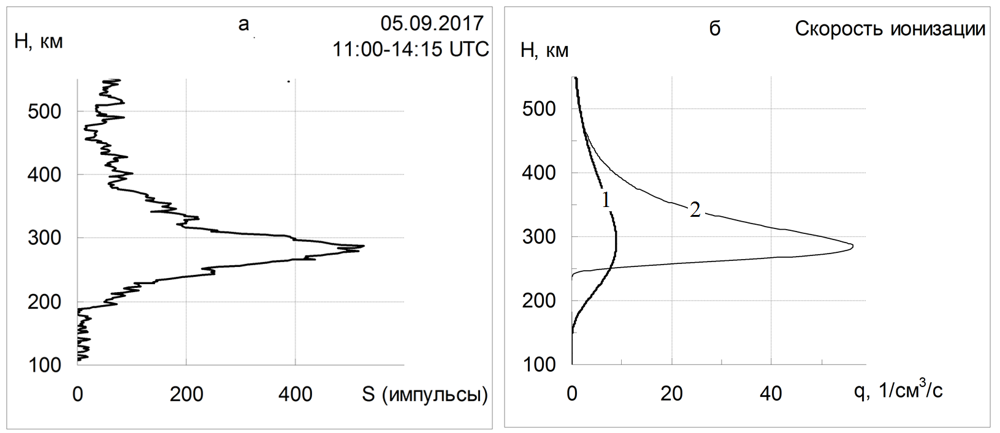 а
05.09.2017
H, км
11:00-14:15 UTC
500
400
300
200
100
0
200
400
S (импульсы)
б
Скорость ионизации
H, км
500
400
300
200
100
1
2
0
20
40
q, 1/см³/с